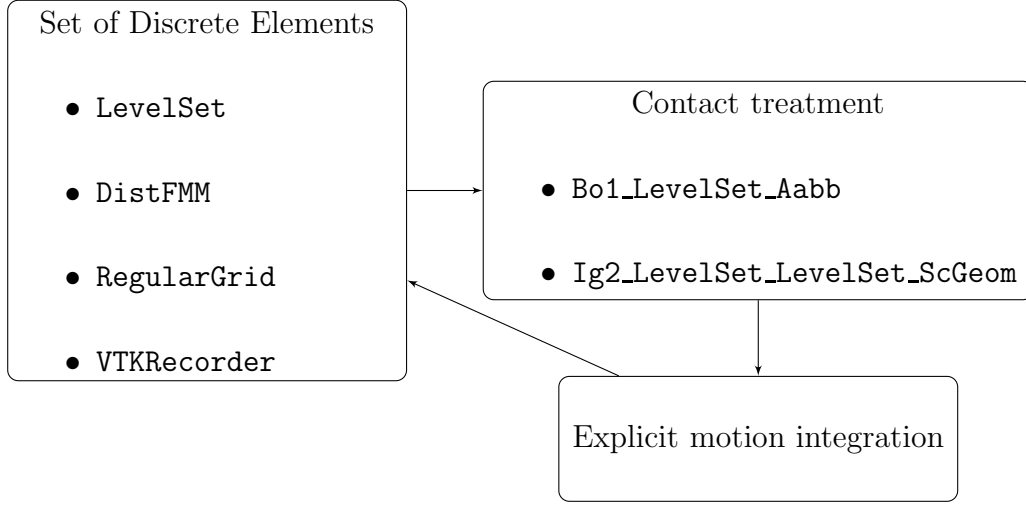 Set of Discrete Elements
• LevelSet
• DistFMM
• RegularGrid
• VTKRecorder
Contact treatment
• Bo1_LevelSet_Aabb
• Ig2_LevelSet_LevelSet_ScGeom
Explicit motion integration